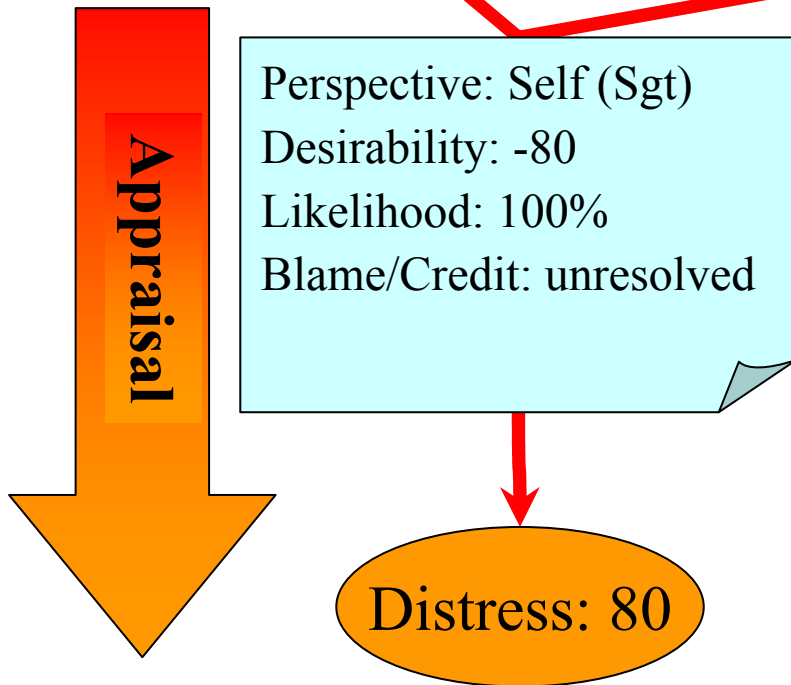 Appraisal
Perspective: Self (Sgt)
Desirability: -80
Likelihood: 100%
Blame/Credit: unresolved
Distress: 80